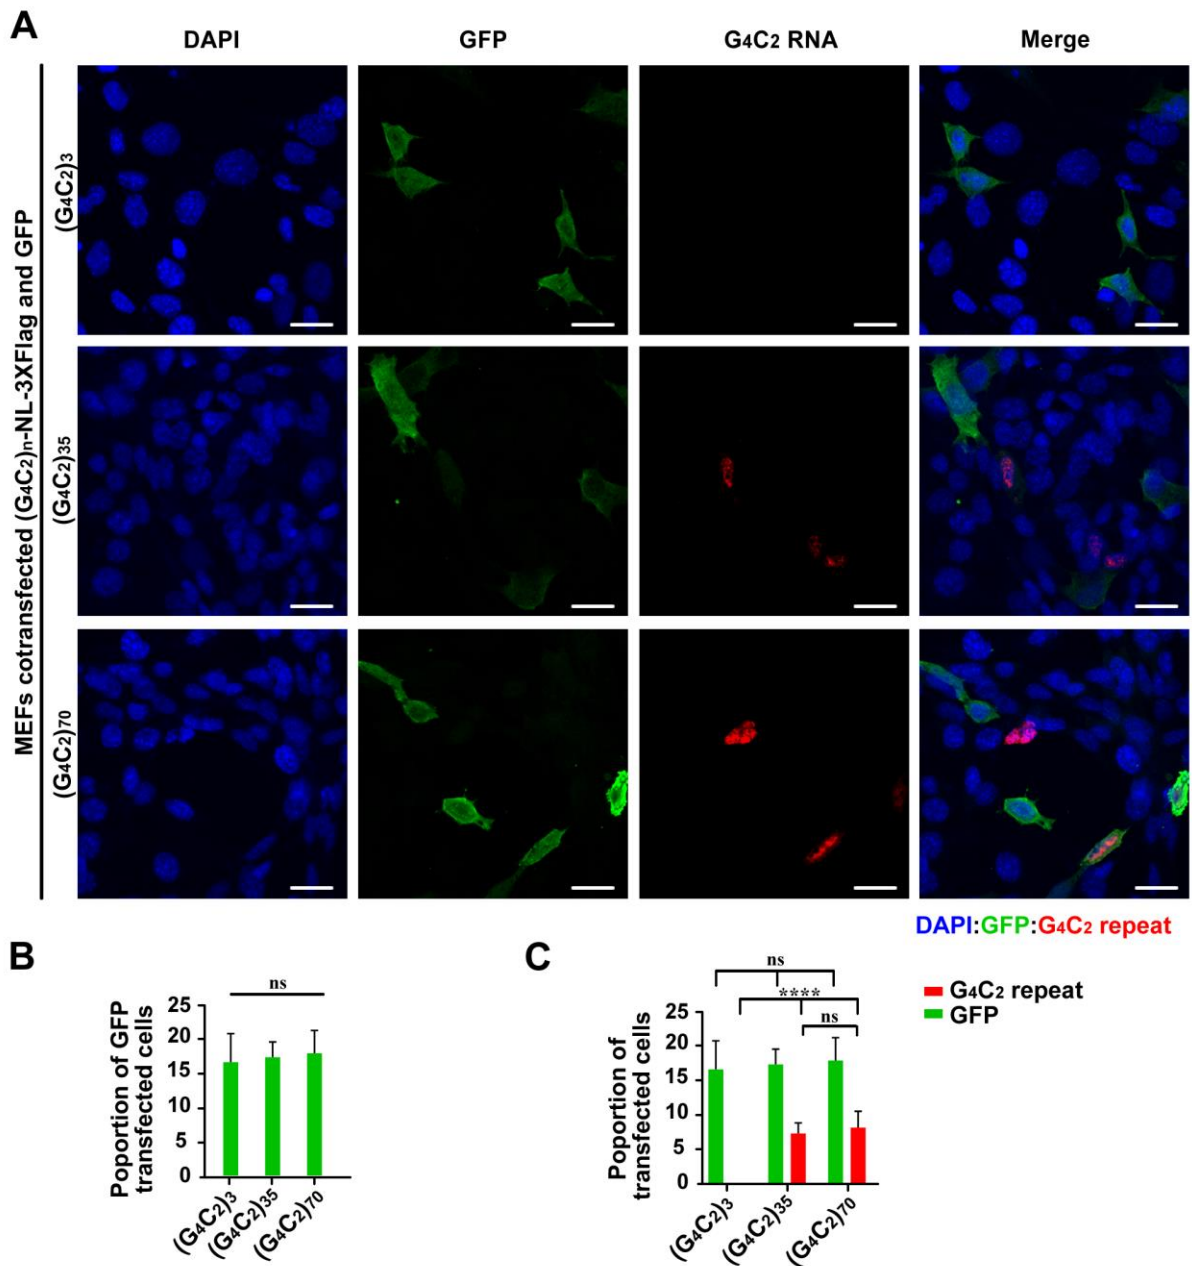 A
DAPI GFP G4C2 RNA Merge
MEFs cotransfected (G4C2)n-NL-3XFlag and GFP
(G4C2)3
(G4C2)35
(G4C2)70
DAPI:GFP:G4C2 repeat
B
ns
Poportion of GFP
transfected cells
25
20
15
10
5
0
(G4C2)3 (G4C2)35 (G4C2)70
C
ns
****
ns
G4C2 repeat
GFP
Poportion of
transfected cells
25
20
15
10
5
0
(G4C2)3 (G4C2)35 (G4C2)70